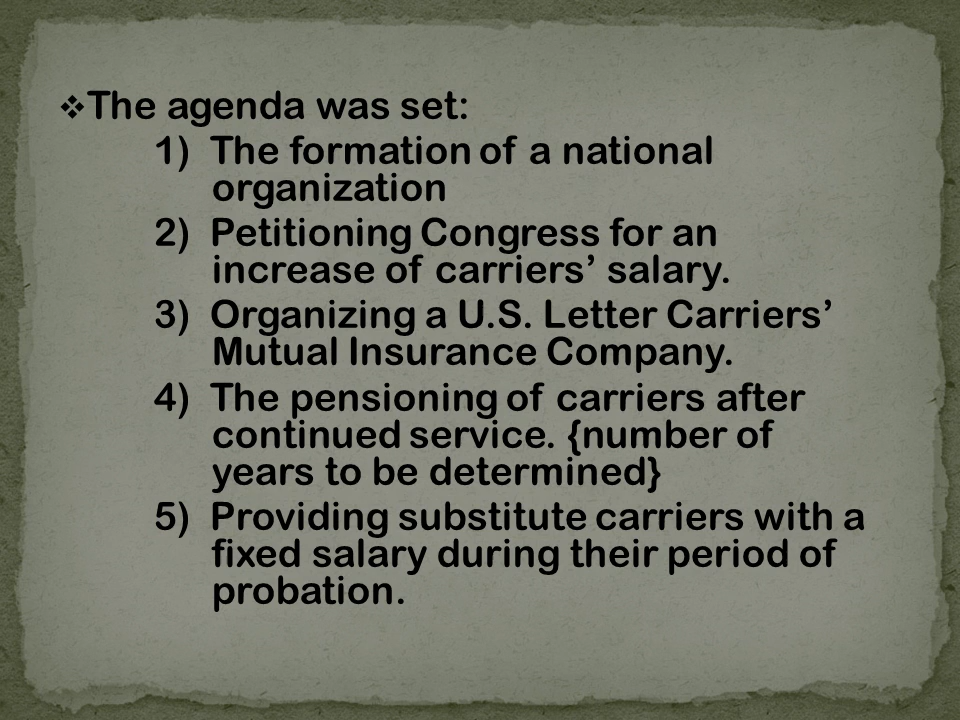 ❖The agenda was set:
1) The formation of a national
organization
2) Petitioning Congress for an
increase of carriers’ salary.
3) Organizing a U.S. Letter Carriers’
Mutual Insurance Company.
4) The pensioning of carriers after
continued service. {number of
years to be determined}
5) Providing substitute carriers with a
fixed salary during their period of
probation.